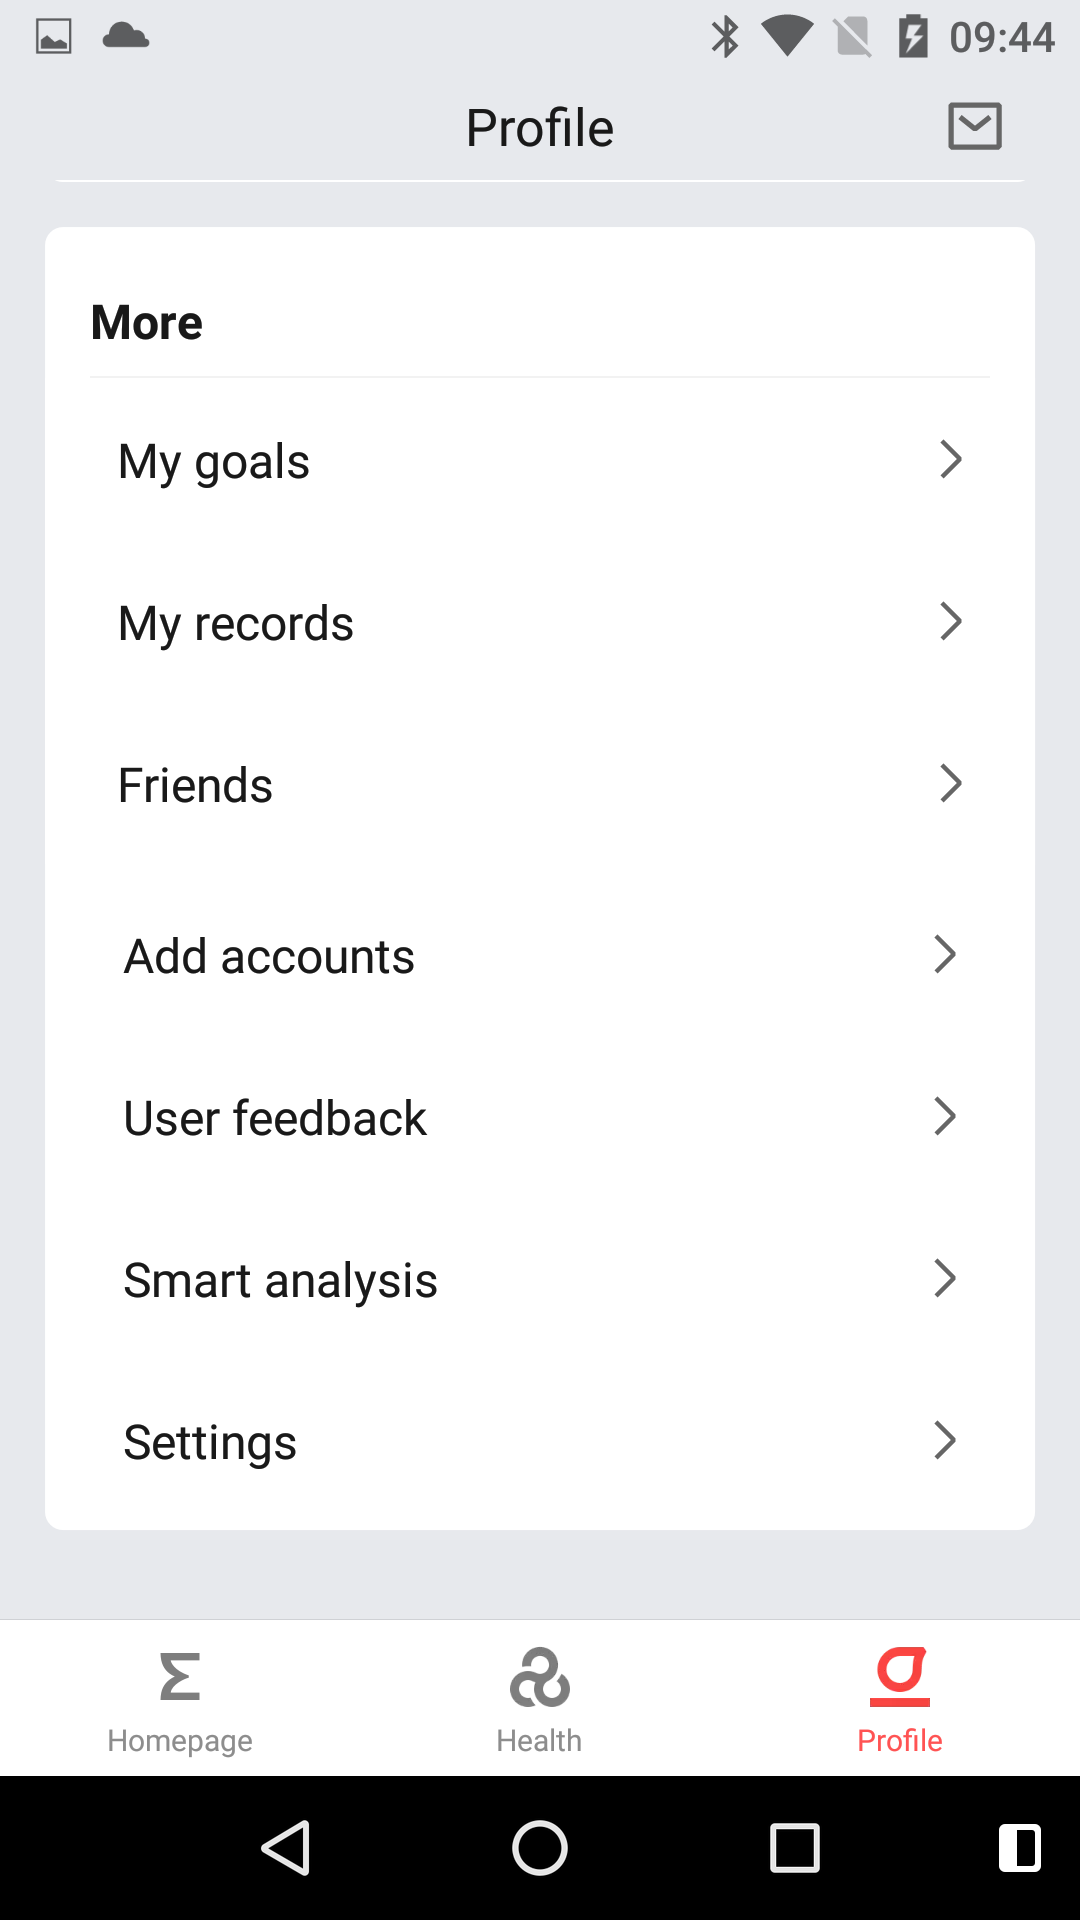 09:44
Profile
More
My goals
My records
Friends
Add accounts
User feedback
Smart analysis
Settings
Homepage
Health
Profile